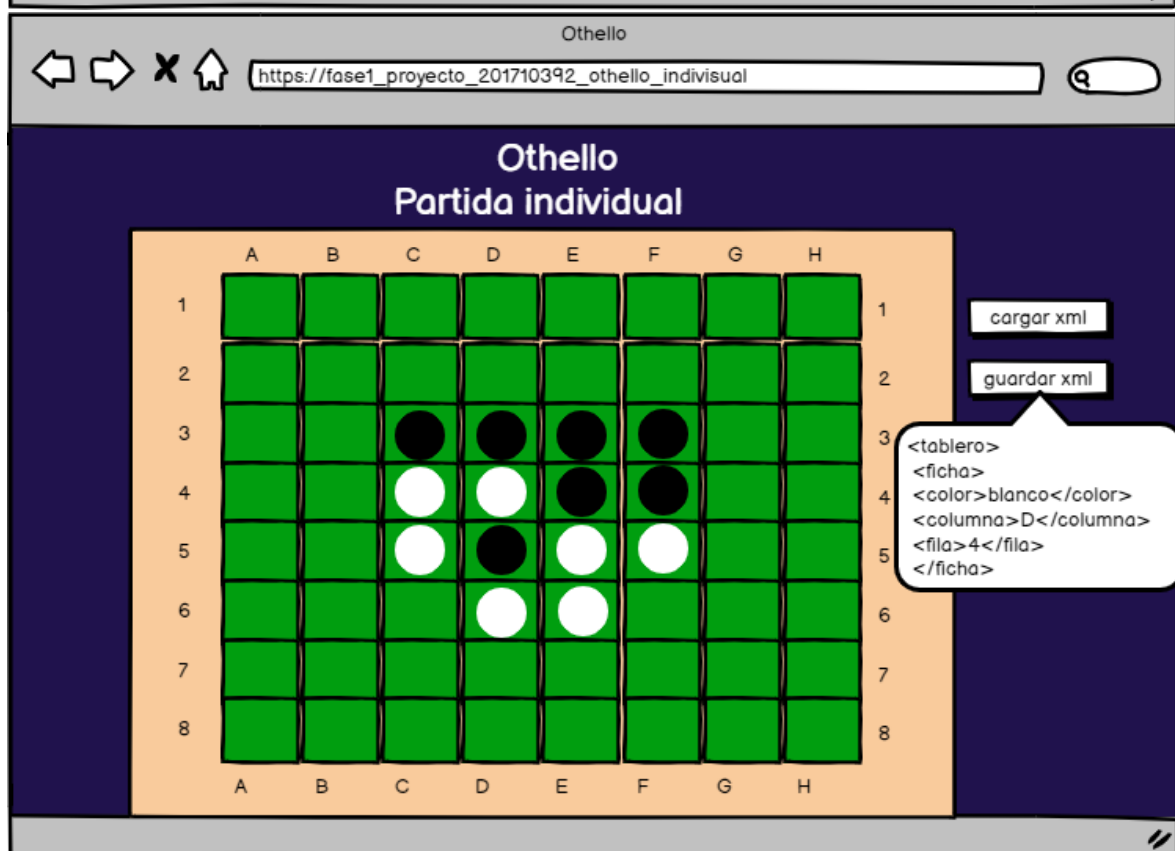 Othello
https://fase1_proyecto_201710392_othello_indivisual
Othello
Partida individual
A B C D E F G H
1 1
cargar xml
2 2
guardar xml
3 3
<tablero>
<ficha>
<color>blanco</color>
<columna>D</columna>
<fila>4</fila>
</ficha>
4 4
5 5
6 6
7 7
8 8
A B C D E F G H